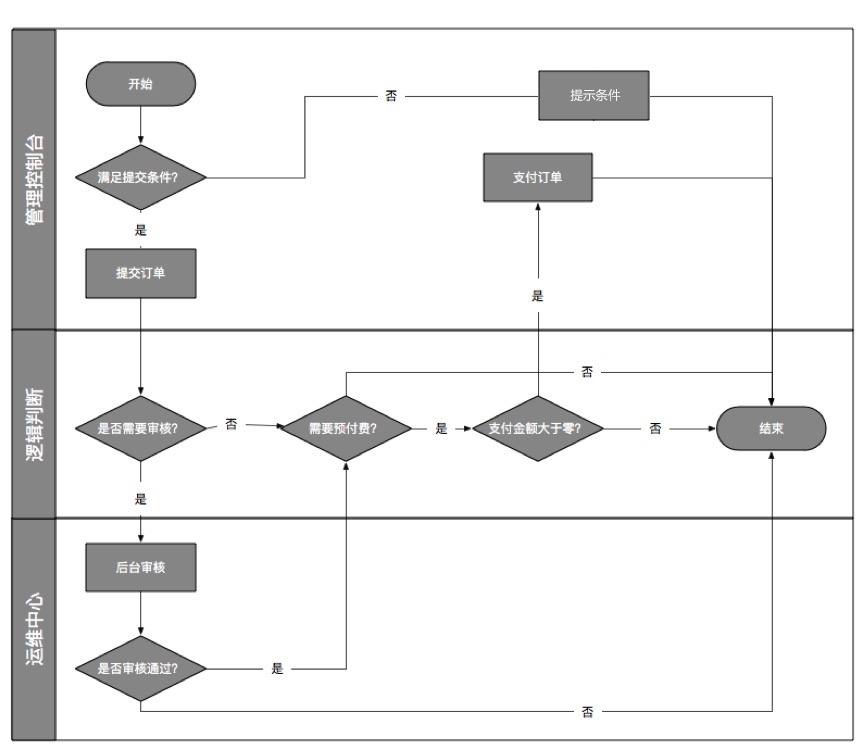 管理控制台
开始
否
提示条件
满足提交条件?
支付订单
是
提交订单
是
逻辑判断
否
是否需要审核?
否
需要预付费?
是
支付金额大于零?
否
结束
是
运维中心
后台审核
是否审核通过?
是
否